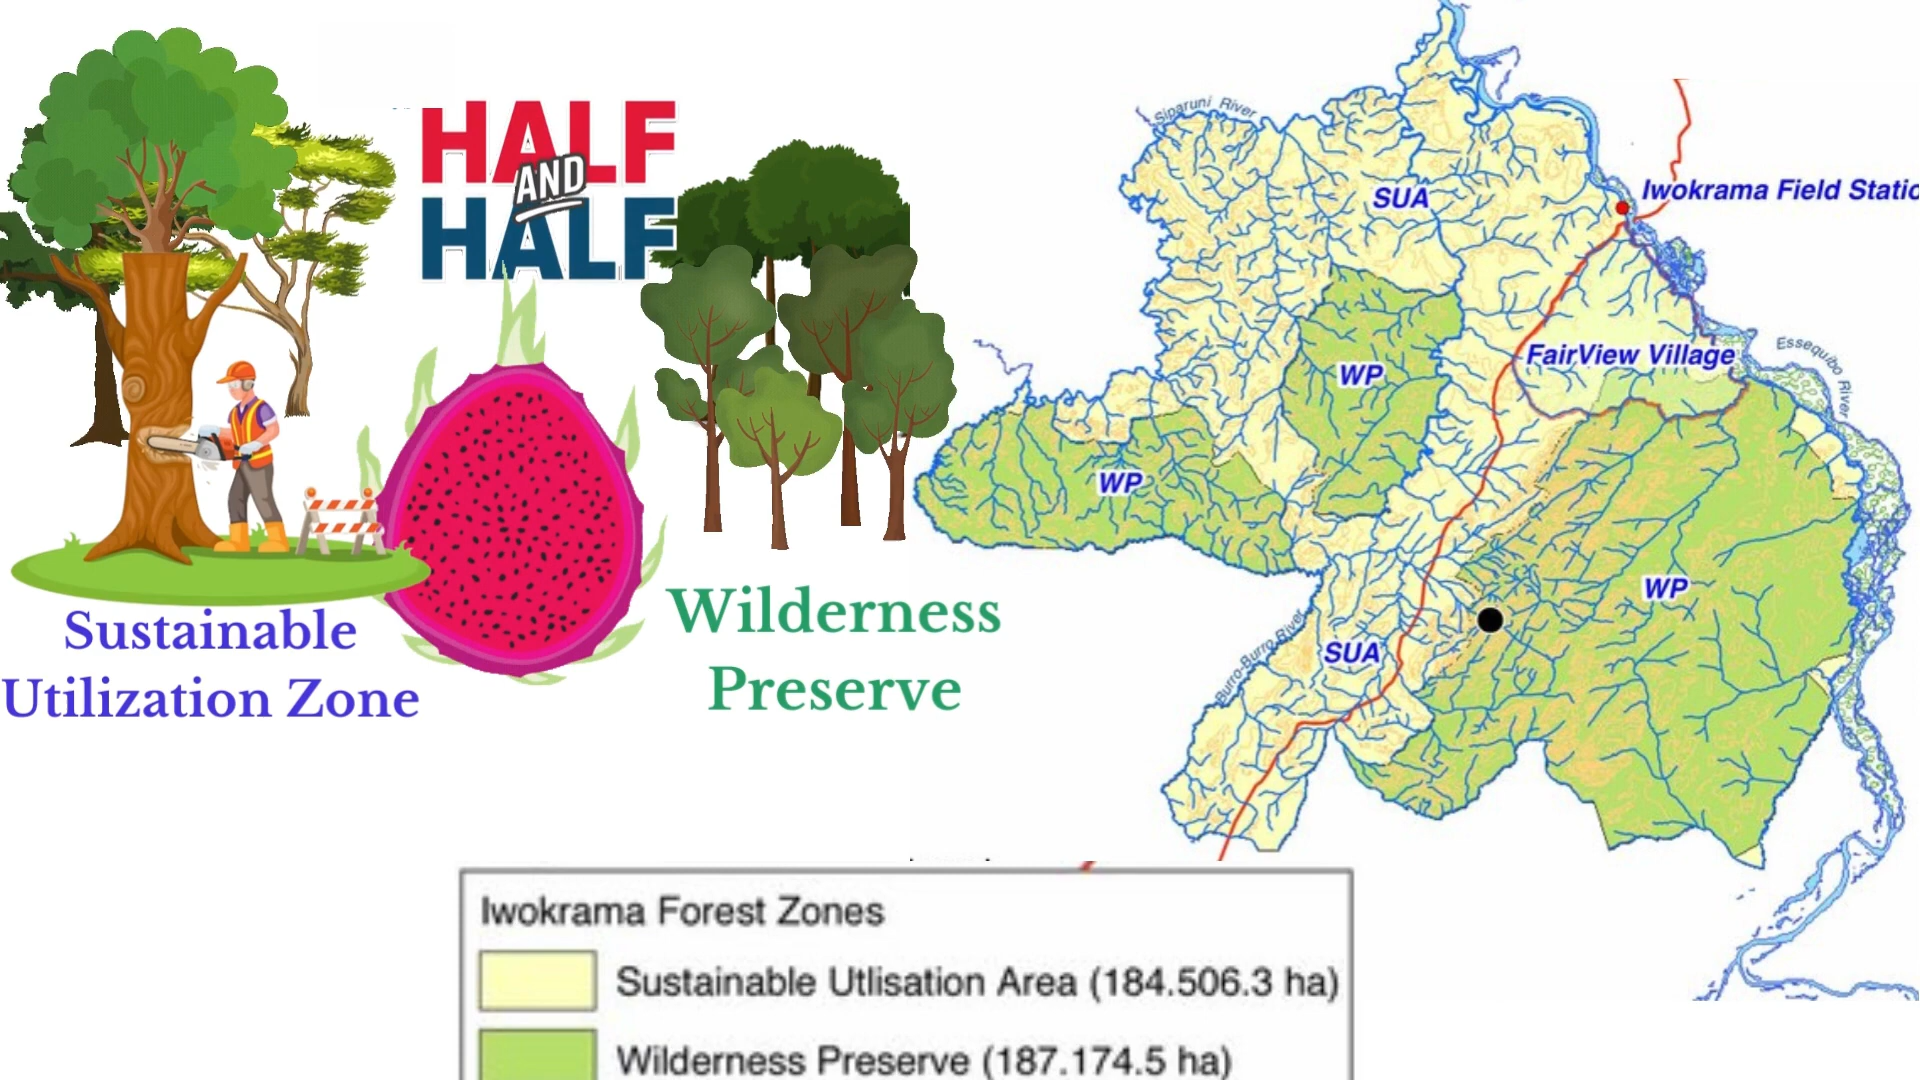 HALF
AND
HALF
Sustainable
Utilization Zone
Wilderness
Preserve
Siparuni River
SUA
Iwokrama Field Statio
WP
FairView Village
Essequibo River
WP
WP
SUA
Burro-Burro River
Iwokrama Forest Zones
Sustainable Utlisation Area (184.506.3 ha)
Wilderness Preserve (187.174.5 ha)